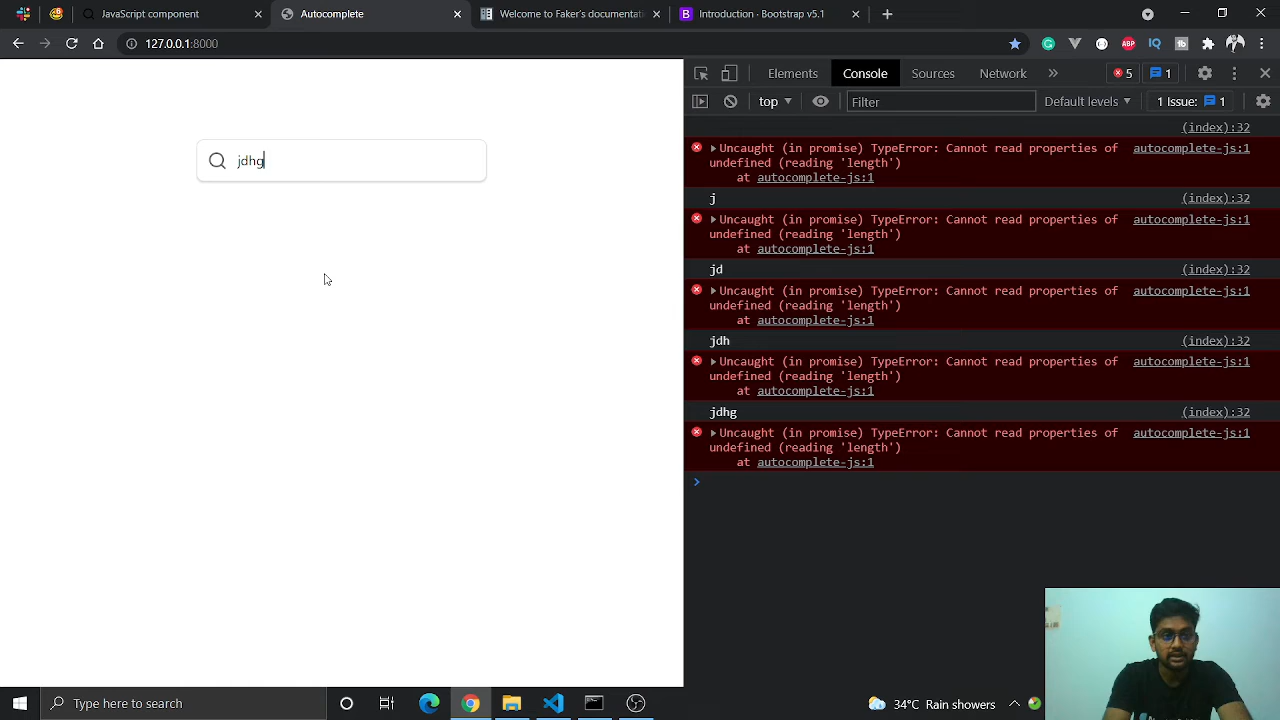 JavaScript component
Autocomplete
Welcome to Faker's documentati
Introduction · Bootstrap v5.1
127.0.0.1:8000
ABP
IQ
jdhg
Elements
Console
Sources
Network
5
1
top
Filter
Default levels
1 Issue:
1
(index):32
Uncaught (in promise) TypeError: Cannot read properties of
autocomplete-js:1
undefined (reading 'length')
at autocomplete-js:1
j
(index):32
Uncaught (in promise) TypeError: Cannot read properties of
autocomplete-js:1
undefined (reading 'length')
at autocomplete-js:1
jd
(index):32
Uncaught (in promise) TypeError: Cannot read properties of
autocomplete-js:1
undefined (reading 'length')
at autocomplete-js:1
jdh
(index):32
Uncaught (in promise) TypeError: Cannot read properties of
autocomplete-js:1
undefined (reading 'length')
at autocomplete-js:1
jdhg
(index):32
Uncaught (in promise) TypeError: Cannot read properties of
autocomplete-js:1
undefined (reading 'length')
at autocomplete-js:1
Type here to search
34°C Rain showers